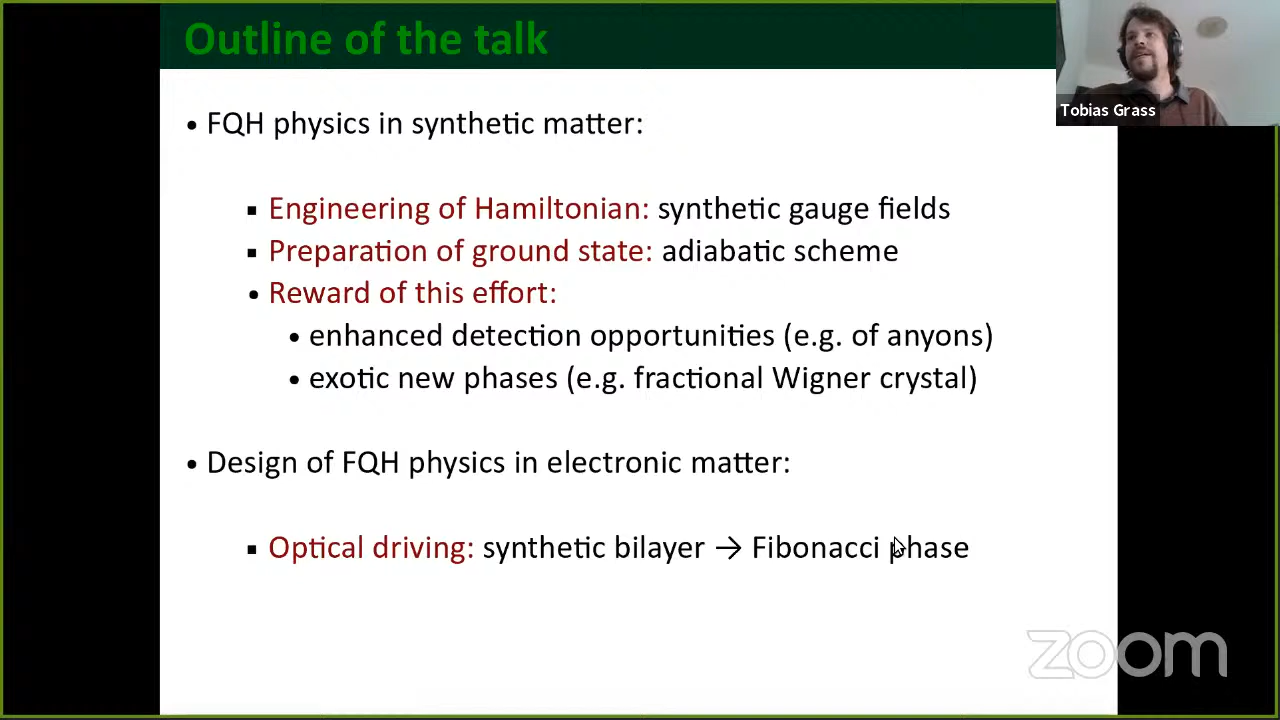 Outline of the talk
Tobias Grass
• FQH physics in synthetic matter:
▪ Engineering of Hamiltonian: synthetic gauge fields
▪ Preparation of ground state: adiabatic scheme
• Reward of this effort:
• enhanced detection opportunities (e.g. of anyons)
• exotic new phases (e.g. fractional Wigner crystal)
• Design of FQH physics in electronic matter:
▪ Optical driving: synthetic bilayer → Fibonacci phase
zoom